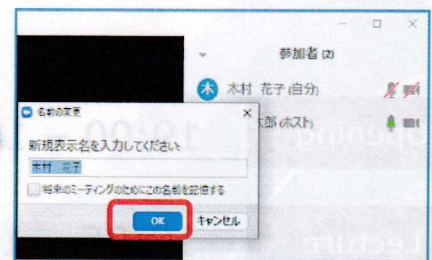 参加者 (2)
木 木村 花子 (自分)
太郎 (ホスト)
名前の変更
新規表示名を入力してください:
木村 花子
将来のミーティングのためにこの名前を記憶する
OK キャンセル